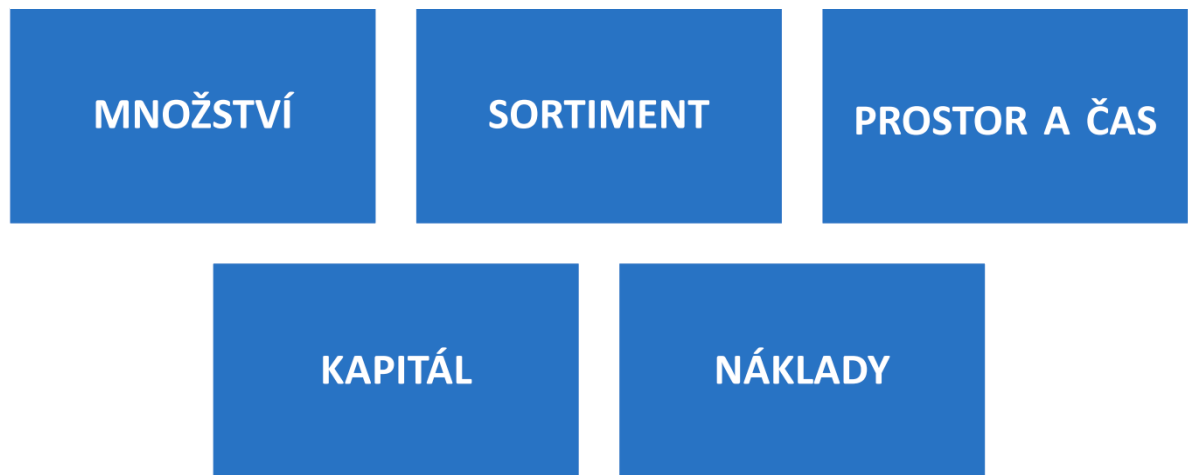 MNOŽSTVÍ
SORTIMENT
PROSTOR A ČAS
KAPITÁL
NÁKLADY